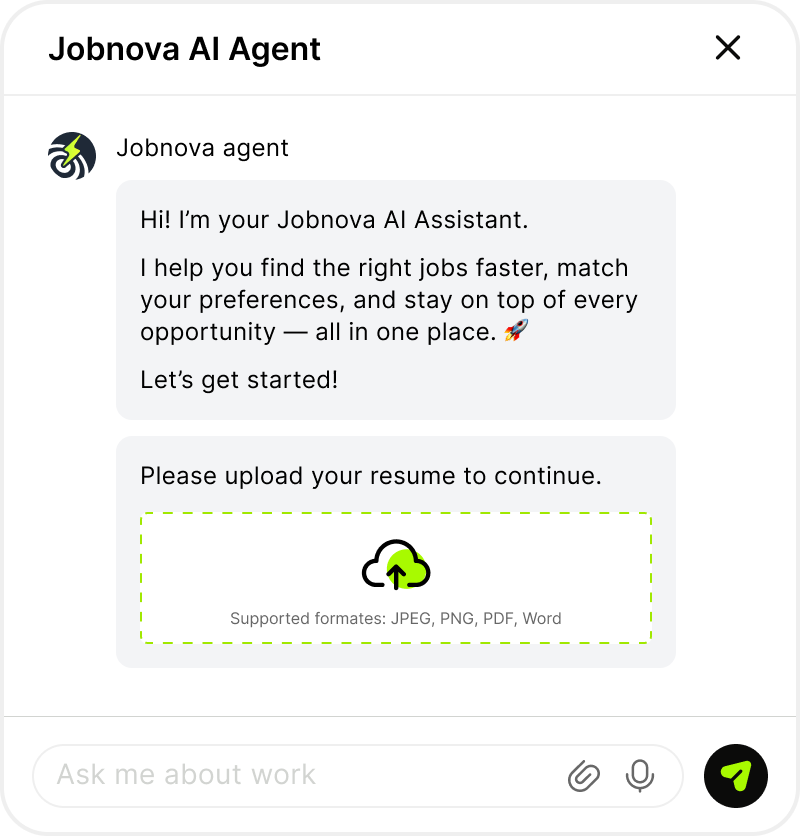 Jobnova AI Agent
Jobnova agent
Hi! I’m your Jobnova AI Assistant.
I help you find the right jobs faster, match
your preferences, and stay on top of every
opportunity — all in one place. 🚀
Let’s get started!
Please upload your resume to continue.
Supported formates: JPEG, PNG, PDF, Word
Ask me about work